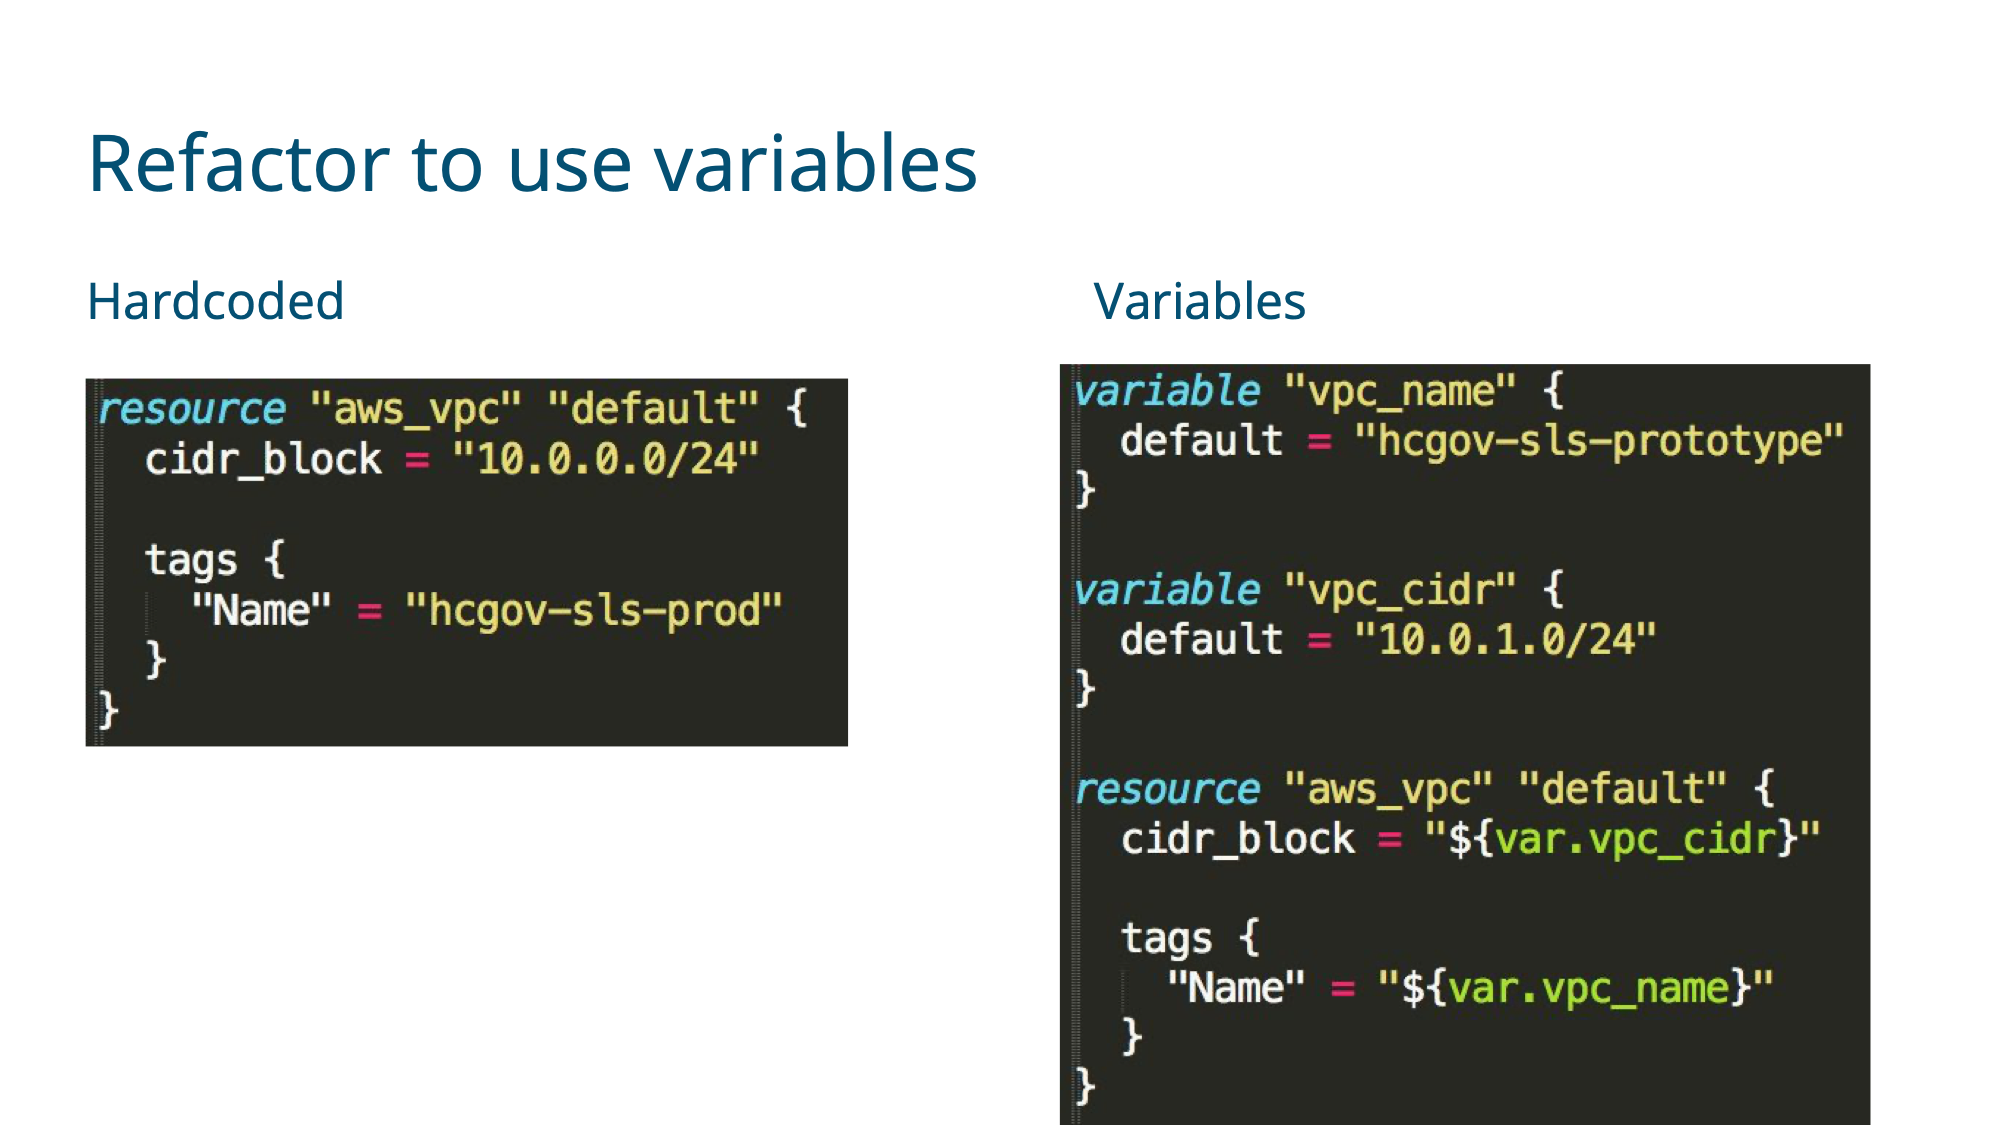 Refactor to use variables
Hardcoded
resource "aws_vpc" "default" {
  cidr_block = "10.0.0.0/24"

  tags {
    "Name" = "hcgov-sls-prod"
  }
}
Variables
variable "vpc_name" {
  default = "hcgov-sls-prototype"
}

variable "vpc_cidr" {
  default = "10.0.1.0/24"
}

resource "aws_vpc" "default" {
  cidr_block = "${var.vpc_cidr}"

  tags {
    "Name" = "${var.vpc_name}"
  }
}